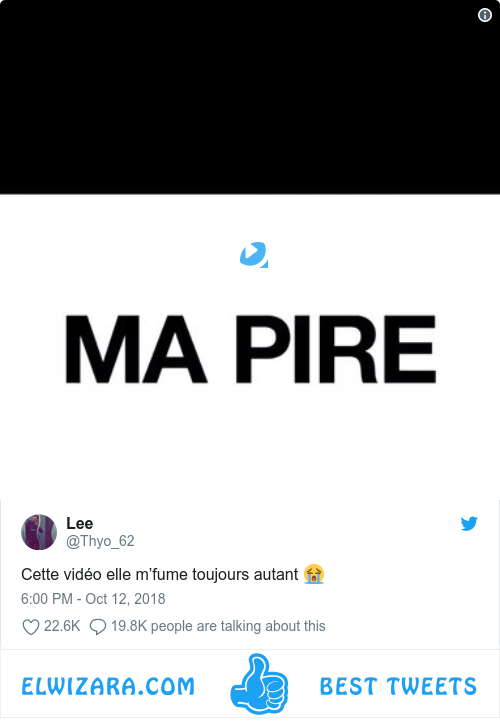 MA PIRE
Lee
@Thyo_62
Cette vidéo elle m’fume toujours autant 😭
6:00 PM - Oct 12, 2018
22.6K 19.8K people are talking about this
ELWIZARA.COM BEST TWEETS